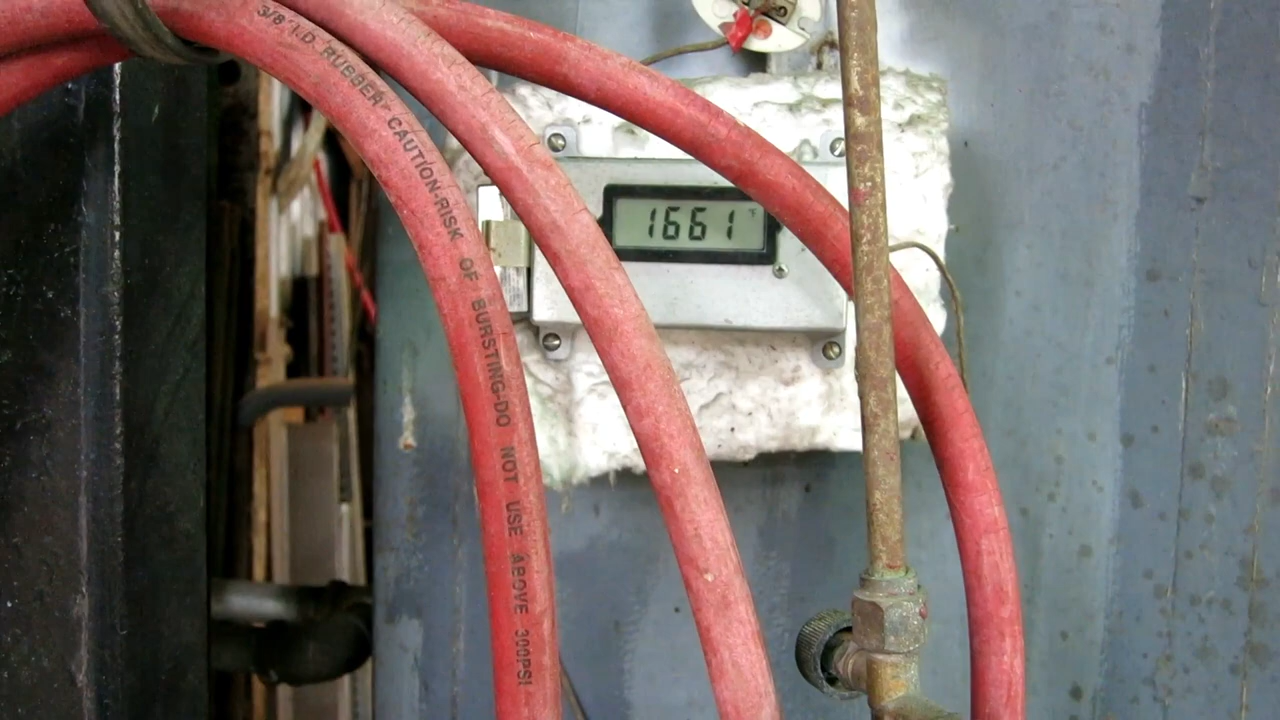 3/8 I.D RUBBER-CAUTION-RISK OF BURSTING-DO NOT USE ABOVE 300PSI
1661 °F